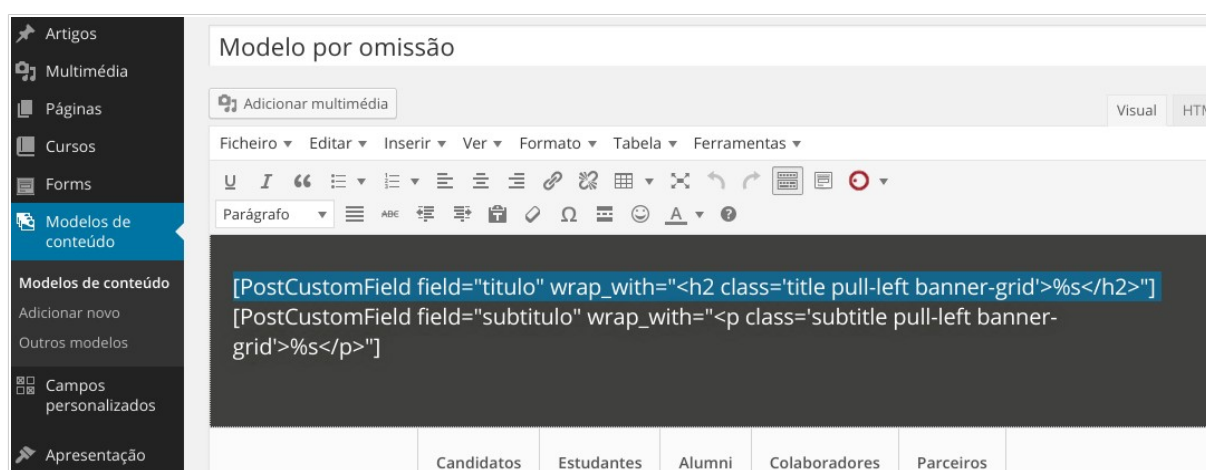 Artigos
Multimédia
Páginas
Cursos
Forms
Modelos de
conteúdo
Modelos de conteúdo
Adicionar novo
Outros modelos
Campos
personalizados
Apresentação
Modelo por omissão
Adicionar multimédia
Visual HTM
Ficheiro Editar Inserir Ver Formato Tabela Ferramentas
U I
Parágrafo ABC Ω A
[PostCustomField field="titulo" wrap_with="<h2 class='title pull-left banner-grid'>%s</h2>"]
[PostCustomField field="subtitulo" wrap_with="<p class='subtitle pull-left banner-
grid'>%s</p>"]
Candidatos Estudantes Alumni Colaboradores Parceiros